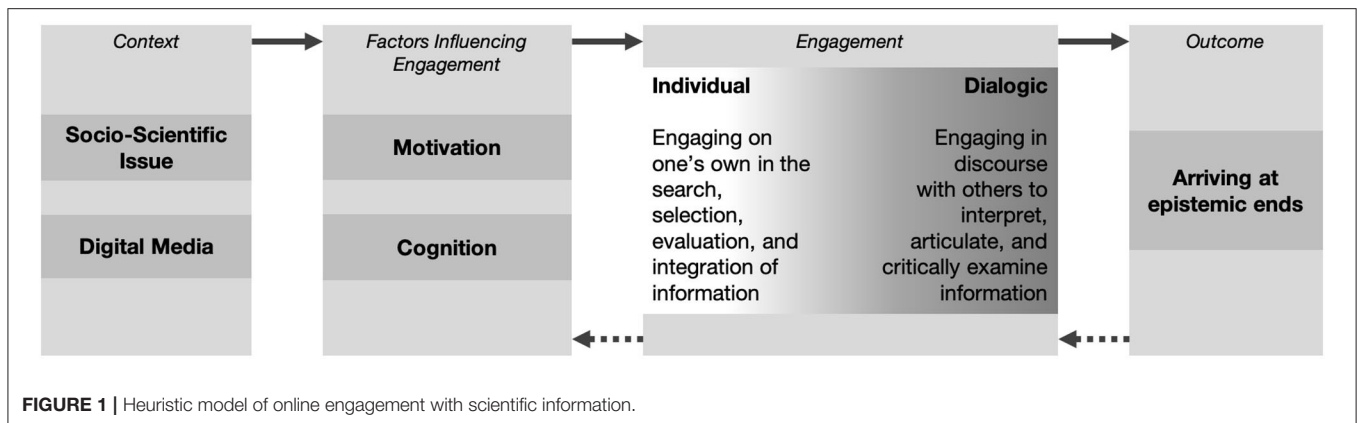 Context
Socio-Scientific
Issue
Digital Media
Factors Influencing
Engagement
Motivation
Cognition
Engagement
Individual
Engaging on
one's own in the
search,
selection,
evaluation, and
integration of
information
Dialogic
Engaging in
discourse
with others to
interpret,
articulate, and
critically examine
information
Outcome
Arriving at
epistemic ends
FIGURE 1 | Heuristic model of online engagement with scientific information.